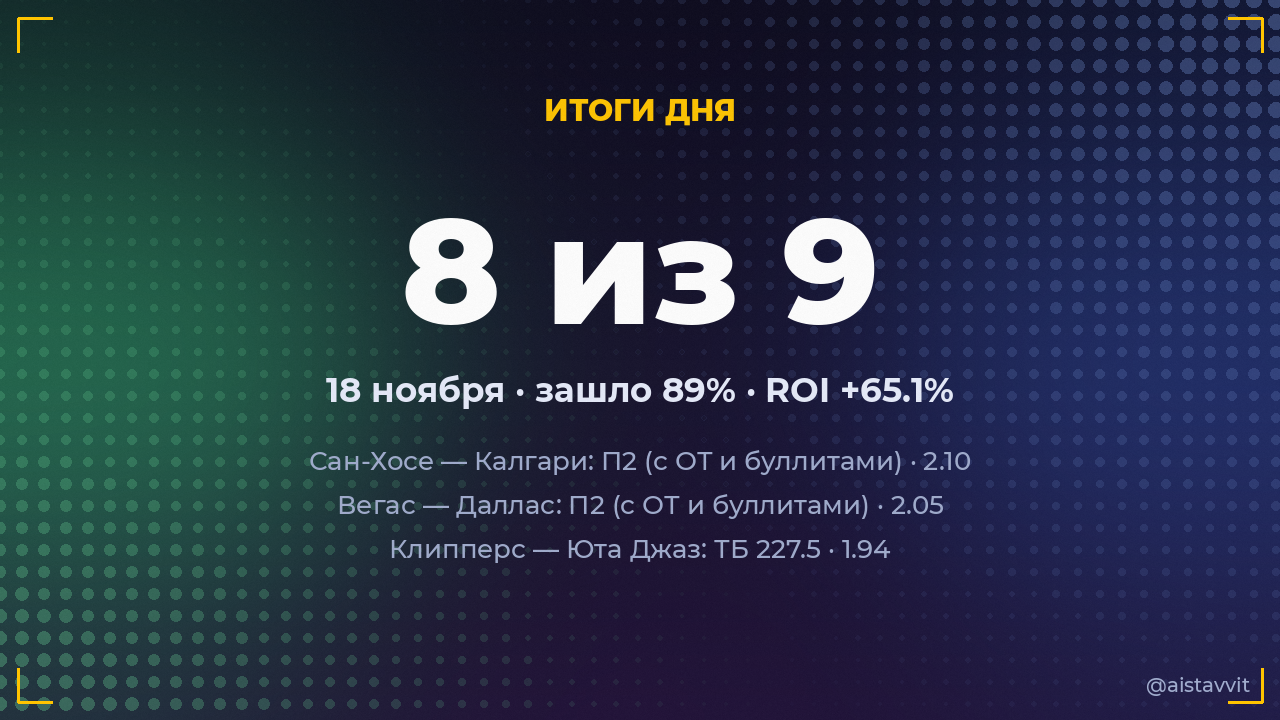 ИТОГИ ДНЯ
8 из 9
18 ноября · зашло 89% · ROI +65.1%
Сан-Хосе — Калгари: П2 (с ОТ и буллитами) · 2.10
Вегас — Даллас: П2 (с ОТ и буллитами) · 2.05
Клипперс — Юта Джаз: ТБ 227.5 · 1.94
@aistavvit